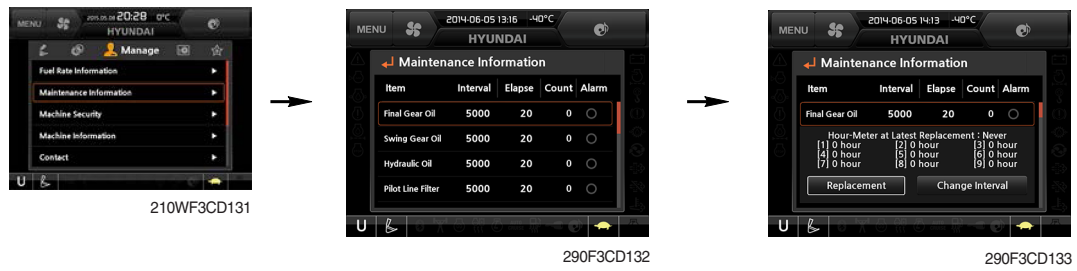 MENU
2015.05.08 20:28 0°C
HYUNDAI
Manage
Fuel Rate Information
Maintenance Information
Machine Security
Machine Information
Contact
U
210WF3CD131
MENU
2014-06-05 13:16 -40°C
HYUNDAI
Maintenance Information
Item Interval Elapse Count Alarm
Final Gear Oil 5000 20 0
Swing Gear Oil 5000 20 0
Hydraulic Oil 5000 20 0
Pilot Line Filter 5000 20 0
U
290F3CD132
MENU
2014-06-05 14:13 -40°C
HYUNDAI
Maintenance Information
Item Interval Elapse Count Alarm
Final Gear Oil 5000 20 0
Hour-Meter at Latest Replacement : Never
[1] 0 hour [2] 0 hour [3] 0 hour
[4] 0 hour [5] 0 hour [6] 0 hour
[7] 0 hour [8] 0 hour [9] 0 hour
Replacement Change Interval
U
290F3CD133